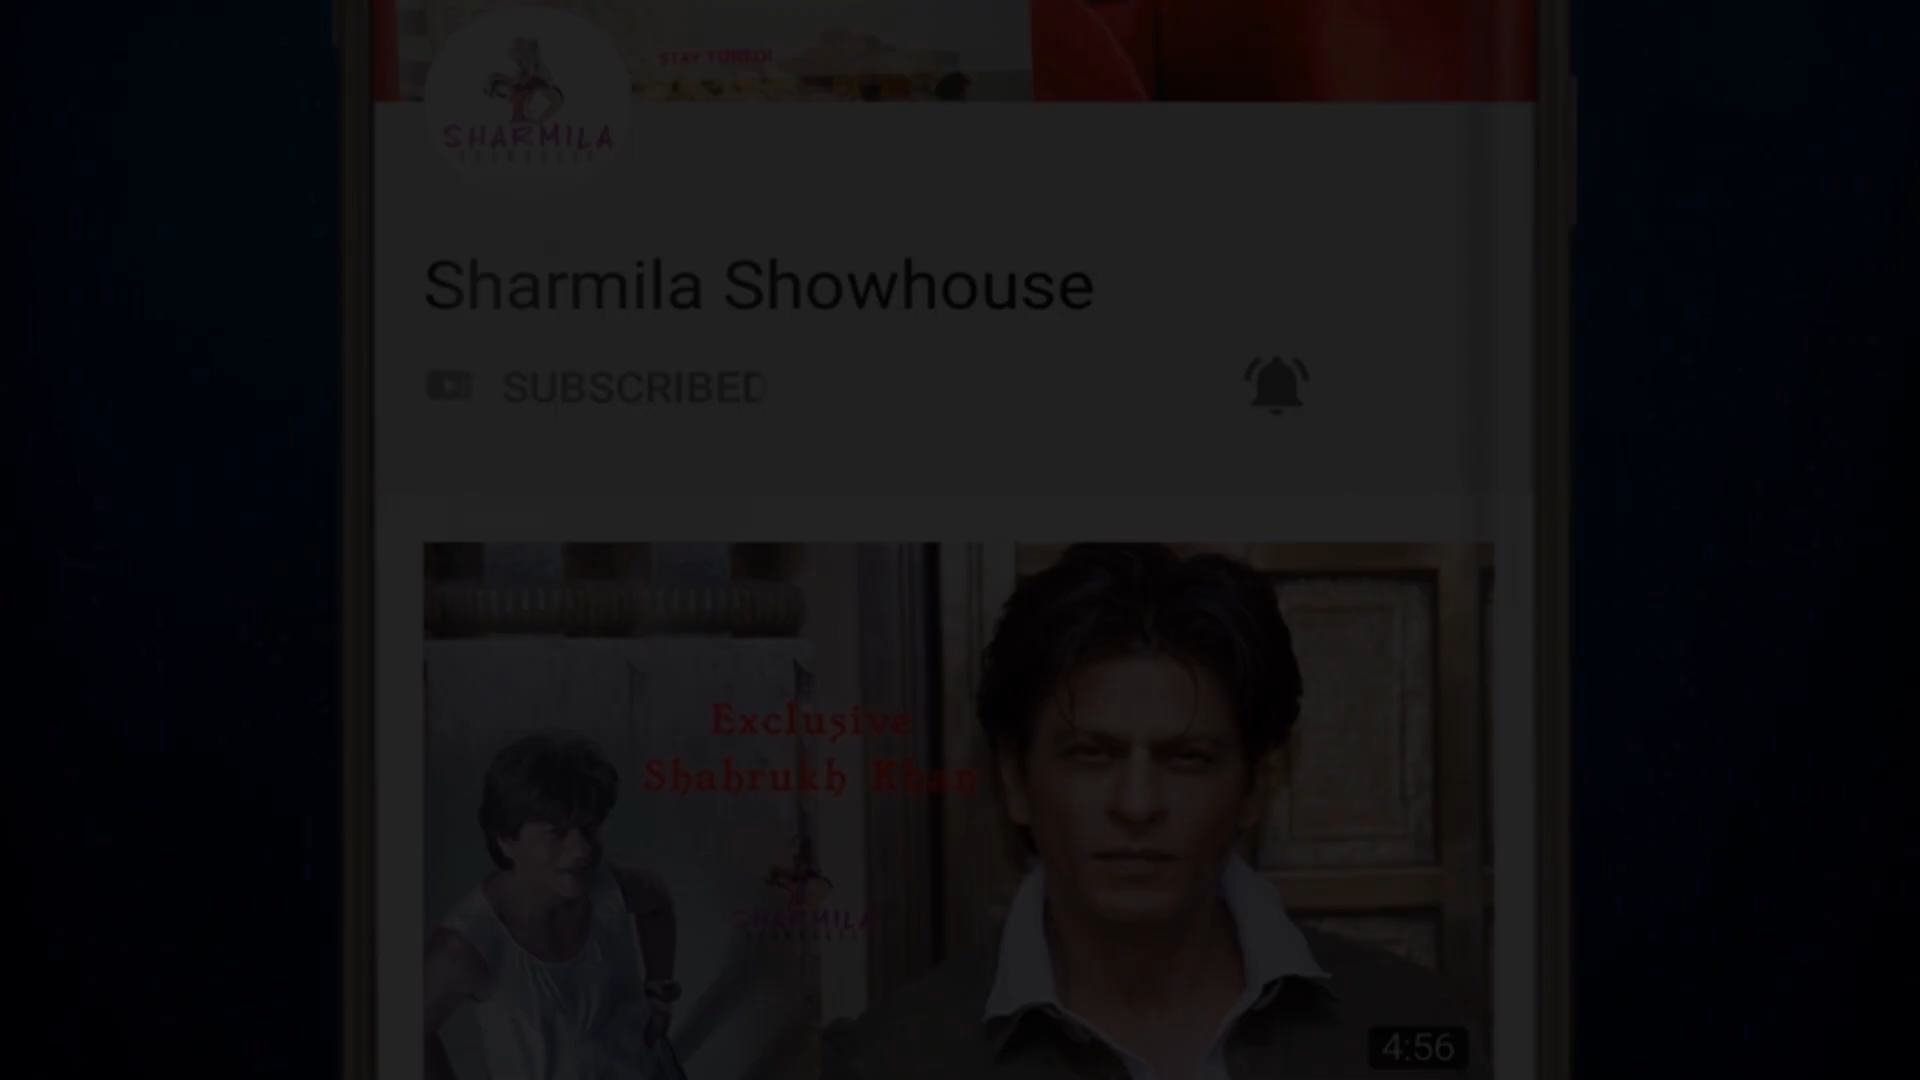 STAY TUNED!
SHARMILA
Sharmila Showhouse
SUBSCRIBED
Exclusive
Shahrukh Khan
SHARMILA
4:56